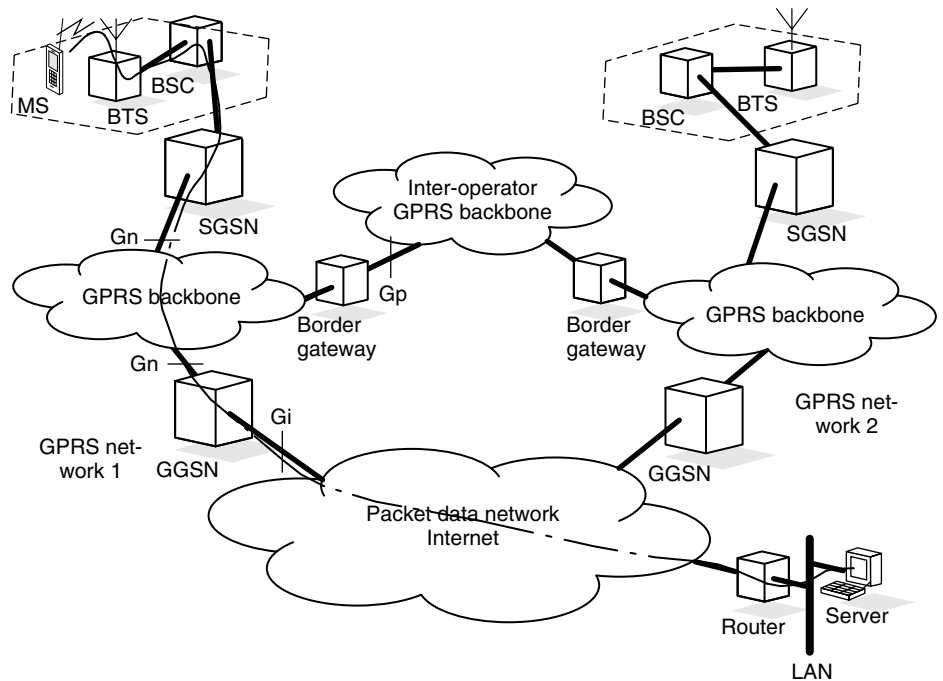 MS
BTS
BSC
BSC
BTS
SGSN
Inter-operator
GPRS backbone
SGSN
Gn
GPRS backbone
Gp
Border
gateway
Border
gateway
GPRS backbone
Gn
Gi
GPRS net-
work 1
GGSN
GGSN
GPRS net-
work 2
Packet data network
Internet
Router
Server
LAN